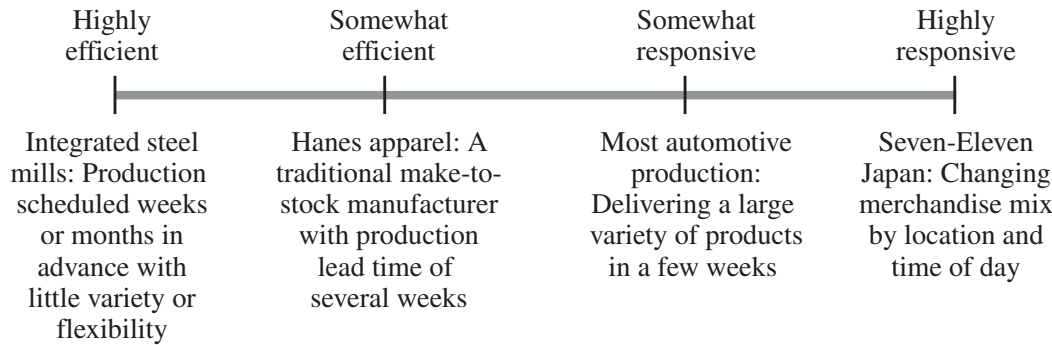 Highly
efficient
Somewhat
efficient
Somewhat
responsive
Highly
responsive
Integrated steel
mills: Production
scheduled weeks
or months in
advance with
little variety or
flexibility
Hanes apparel: A
traditional make-to-
stock manufacturer
with production
lead time of
several weeks
Most automotive
production:
Delivering a large
variety of products
in a few weeks
Seven-Eleven
Japan: Changing
merchandise mix
by location and
time of day